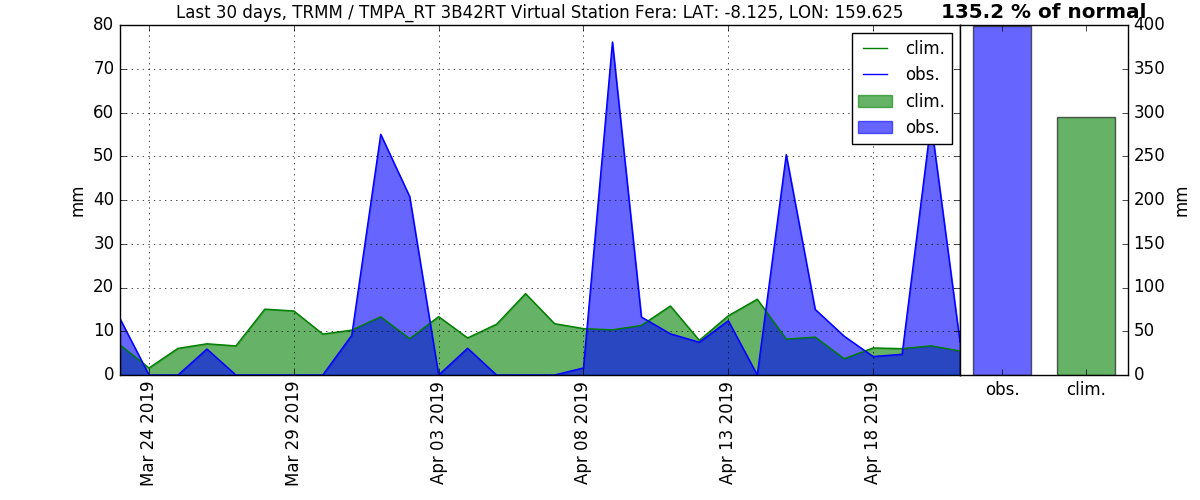 Last 30 days, TRMM / TMPA_RT 3B42RT Virtual Station Fera: LAT: -8.125, LON: 159.625
135.2 % of normal
80
70
60
50
40
30
20
10
0
mm
clim.
obs.
clim.
obs.
Mar 24 2019
Mar 29 2019
Apr 03 2019
Apr 08 2019
Apr 13 2019
Apr 18 2019
400
350
300
250
200
150
100
50
0
mm
obs.
clim.